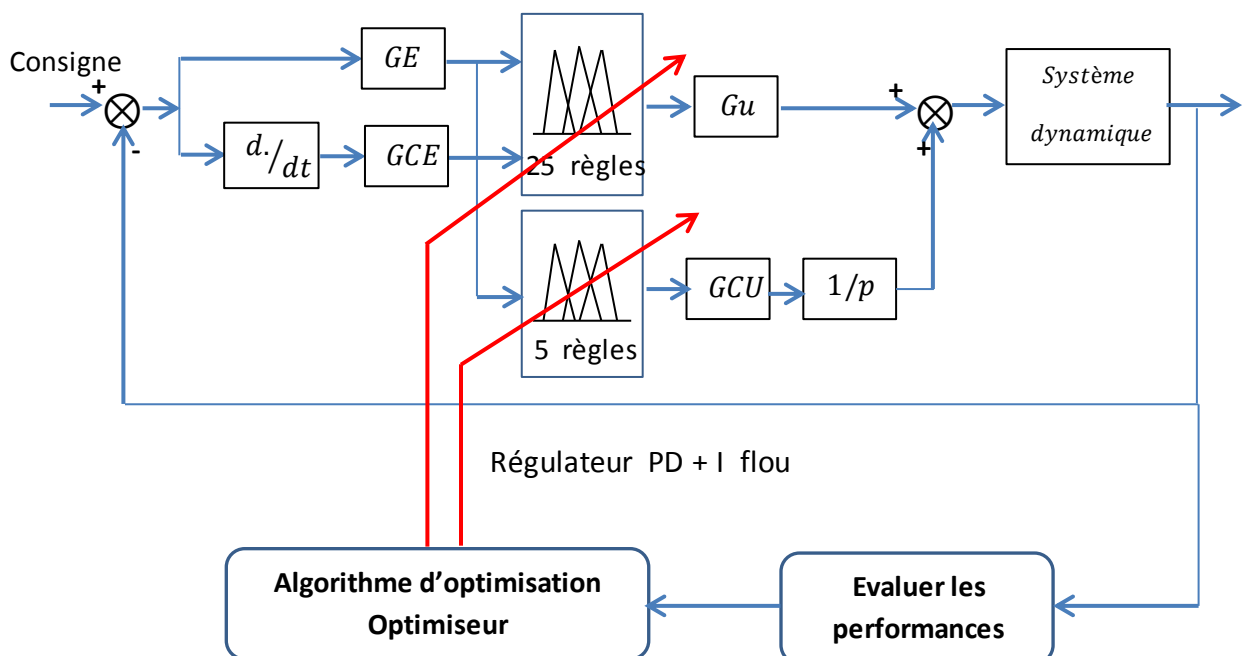 Consigne
+
-
GE
d./dt
GCE
25 règles
Gu
+
+
Système
dynamique
5 règles
GCU
1/p
Régulateur PD + I flou
Algorithme d’optimisation
Optimiseur
Evaluer les
performances